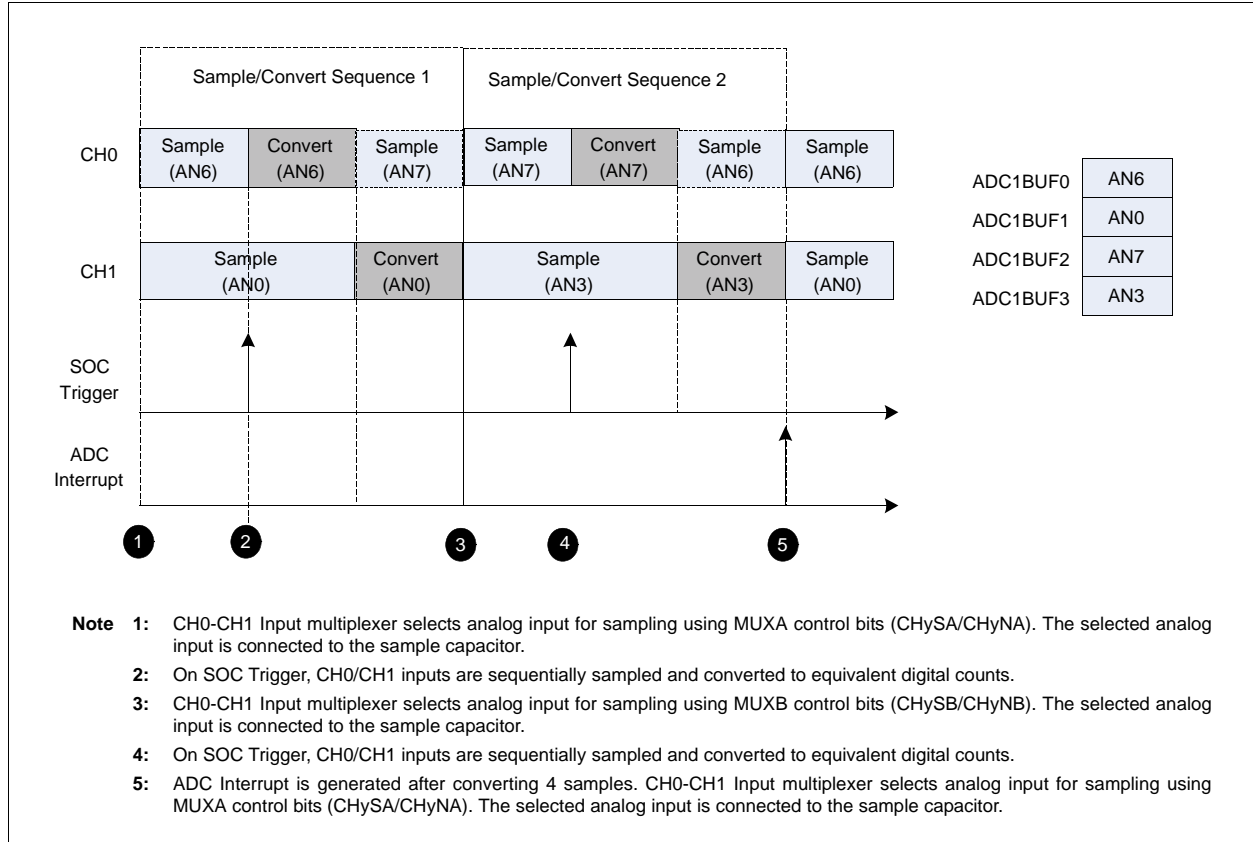 Sample/Convert Sequence 1
Sample/Convert Sequence 2
CH0
Sample
(AN6)
Convert
(AN6)
Sample
(AN7)
Sample
(AN7)
Convert
(AN7)
Sample
(AN6)
Sample
(AN6)
CH1
Sample
(AN0)
Convert
(AN0)
Sample
(AN3)
Convert
(AN3)
Sample
(AN0)
ADC1BUF0 AN6
ADC1BUF1 AN0
ADC1BUF2 AN7
ADC1BUF3 AN3
SOC
Trigger
ADC
Interrupt
1 2 3 4 5
Note 1: CH0-CH1 Input multiplexer selects analog input for sampling using MUXA control bits (CHySA/CHyNA). The selected analog
input is connected to the sample capacitor.
2: On SOC Trigger, CH0/CH1 inputs are sequentially sampled and converted to equivalent digital counts.
3: CH0-CH1 Input multiplexer selects analog input for sampling using MUXB control bits (CHySB/CHyNB). The selected analog
input is connected to the sample capacitor.
4: On SOC Trigger, CH0/CH1 inputs are sequentially sampled and converted to equivalent digital counts.
5: ADC Interrupt is generated after converting 4 samples. CH0-CH1 Input multiplexer selects analog input for sampling using
MUXA control bits (CHySA/CHyNA). The selected analog input is connected to the sample capacitor.